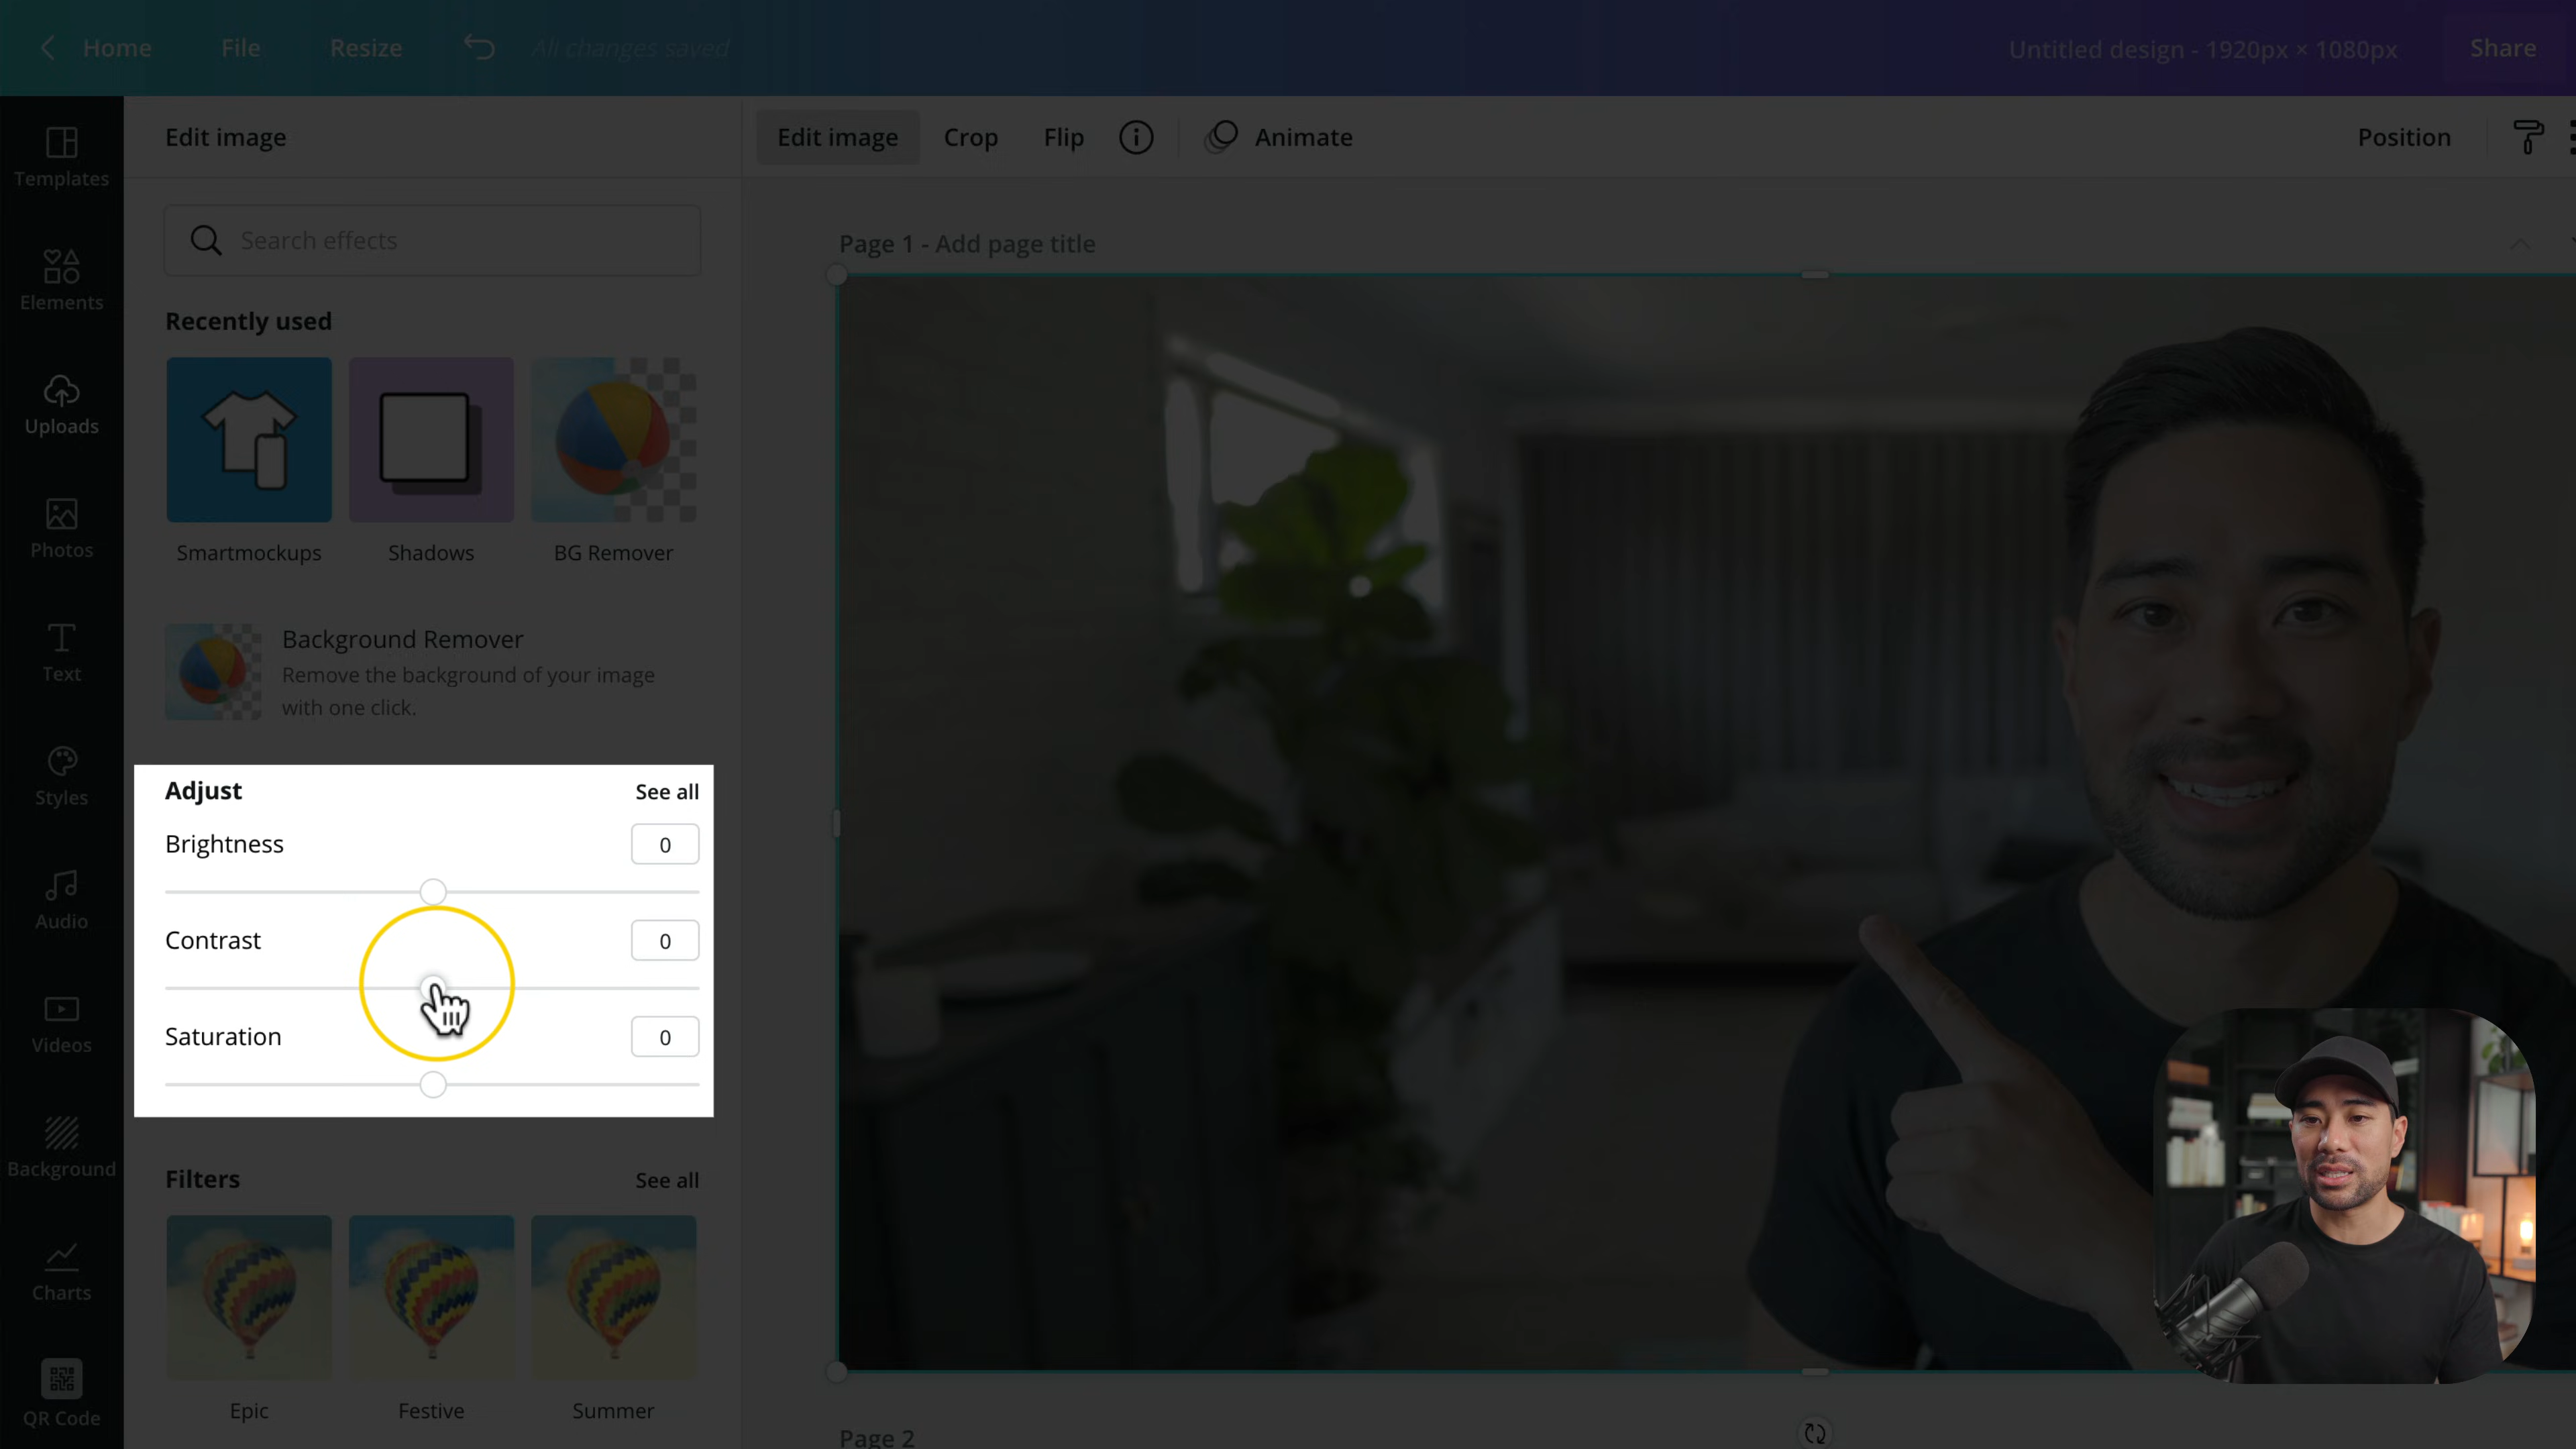 Home
File
Resize
All changes saved
Untitled design - 1920px × 1080px
Share
Templates
Elements
Uploads
Photos
Text
Styles
Audio
Videos
Background
Charts
QR Code
Edit image
Search effects
Recently used
Smartmockups
Shadows
BG Remover
Background Remover
Remove the background of your image
with one click.
Adjust
See all
Brightness
0
Contrast
0
Saturation
0
Filters
See all
Epic
Festive
Summer
Edit image
Crop
Flip
Animate
Position
Page 1 - Add page title
Page 2